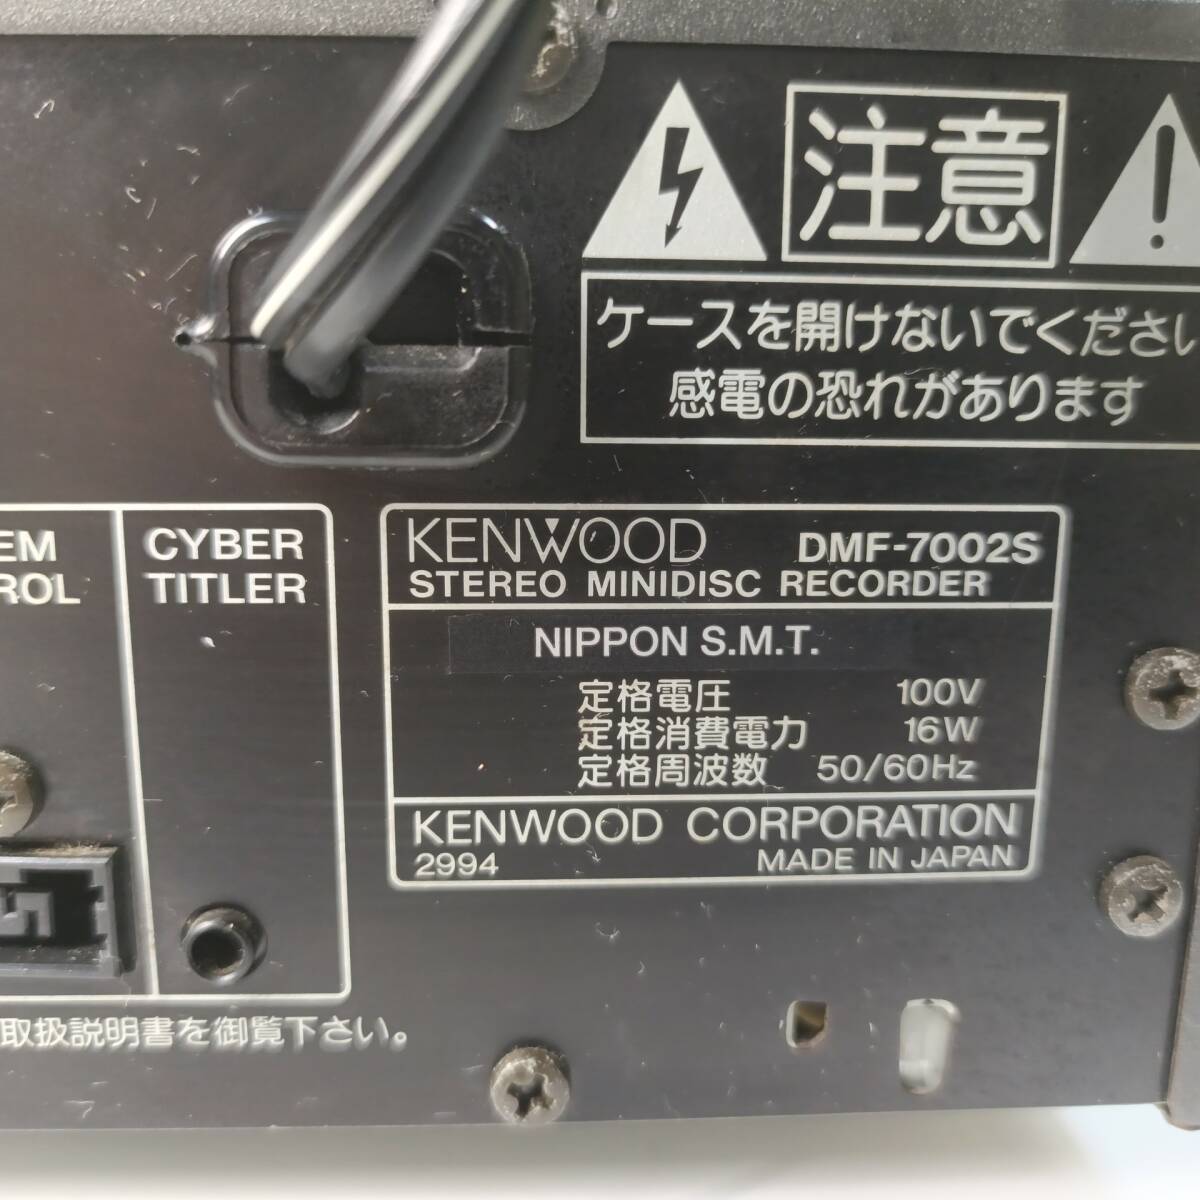 注意
ケースを開けないでください
感電の恐れがあります
CYBER
TITLER
KENWOOD DMF-7002S
STEREO MINIDISC RECORDER
NIPPON S.M.T.
定格電圧 100V
定格消費電力 16W
定格周波数 50/60Hz
KENWOOD CORPORATION
2994 MADE IN JAPAN
EM
ROL
取扱説明書を御覧下さい。